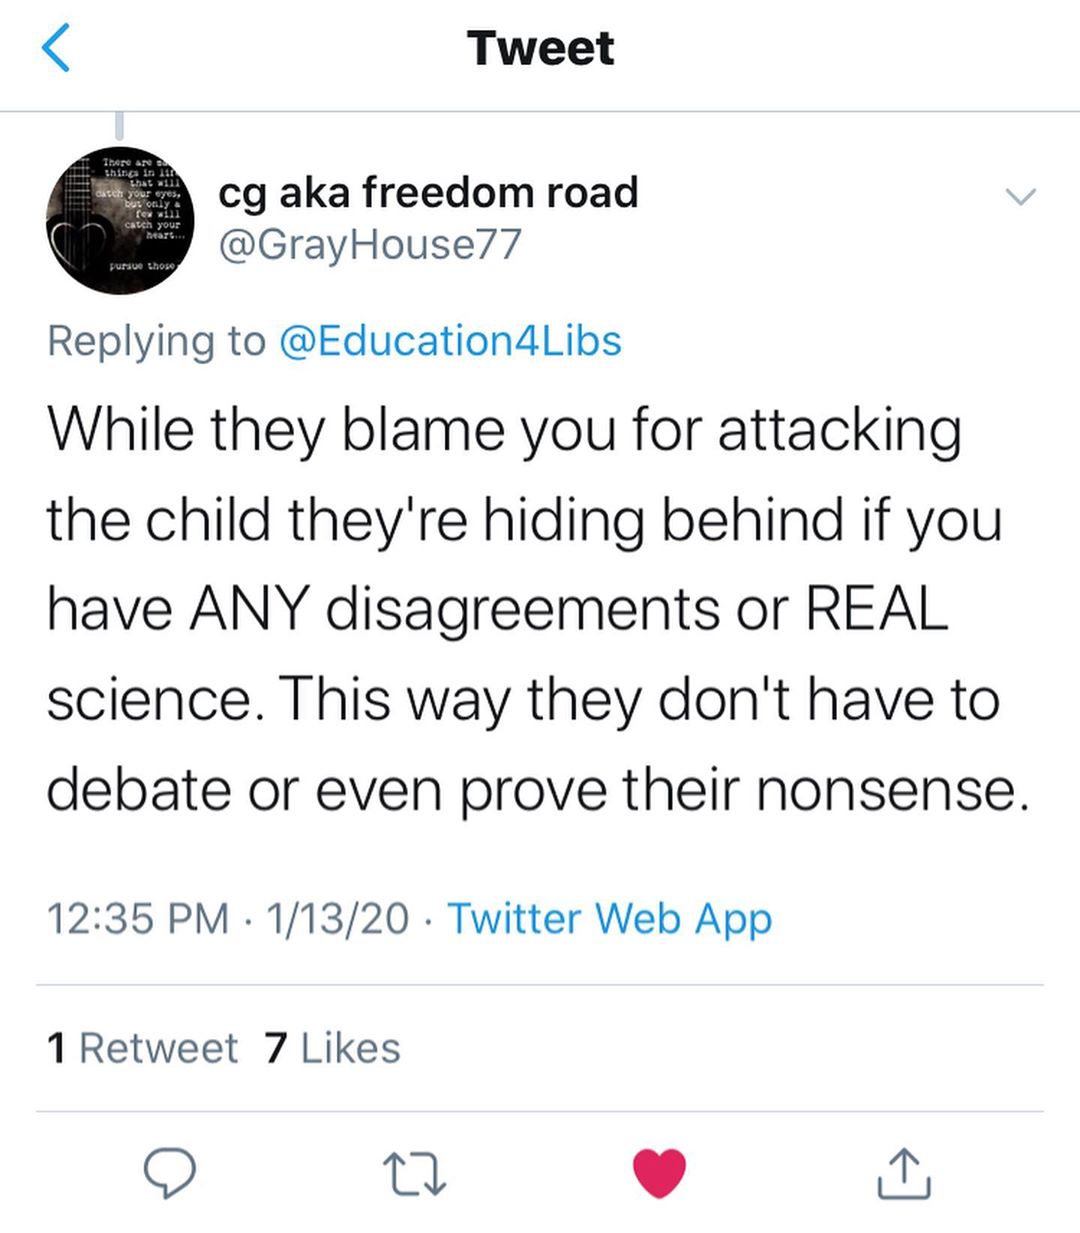 Tweet
There are
things in life
that will
catch your eyes,
but only a
few will
catch your
heart...
pursue those
cg aka freedom road
@GrayHouse77
Replying to @Education4Libs
While they blame you for attacking
the child they're hiding behind if you
have ANY disagreements or REAL
science. This way they don't have to
debate or even prove their nonsense.
12:35 PM · 1/13/20 · Twitter Web App
1 Retweet 7 Likes